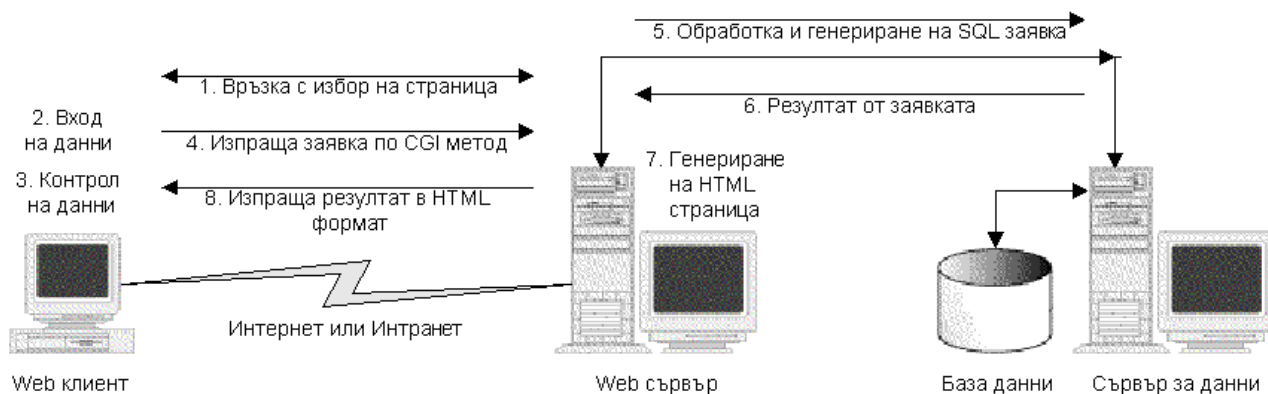 5. Обработка и генериране на SQL заявка
1. Връзка с избор на страница
6. Резултат от заявката
2. Вход
на данни
4. Изпраща заявка по CGI метод
7. Генериране
на HTML
страница
3. Контрол
на данни
8. Изпраща резултат в HTML
формат
Интернет или Интранет
Web клиент
Web сървър
База данни
Сървър за данни